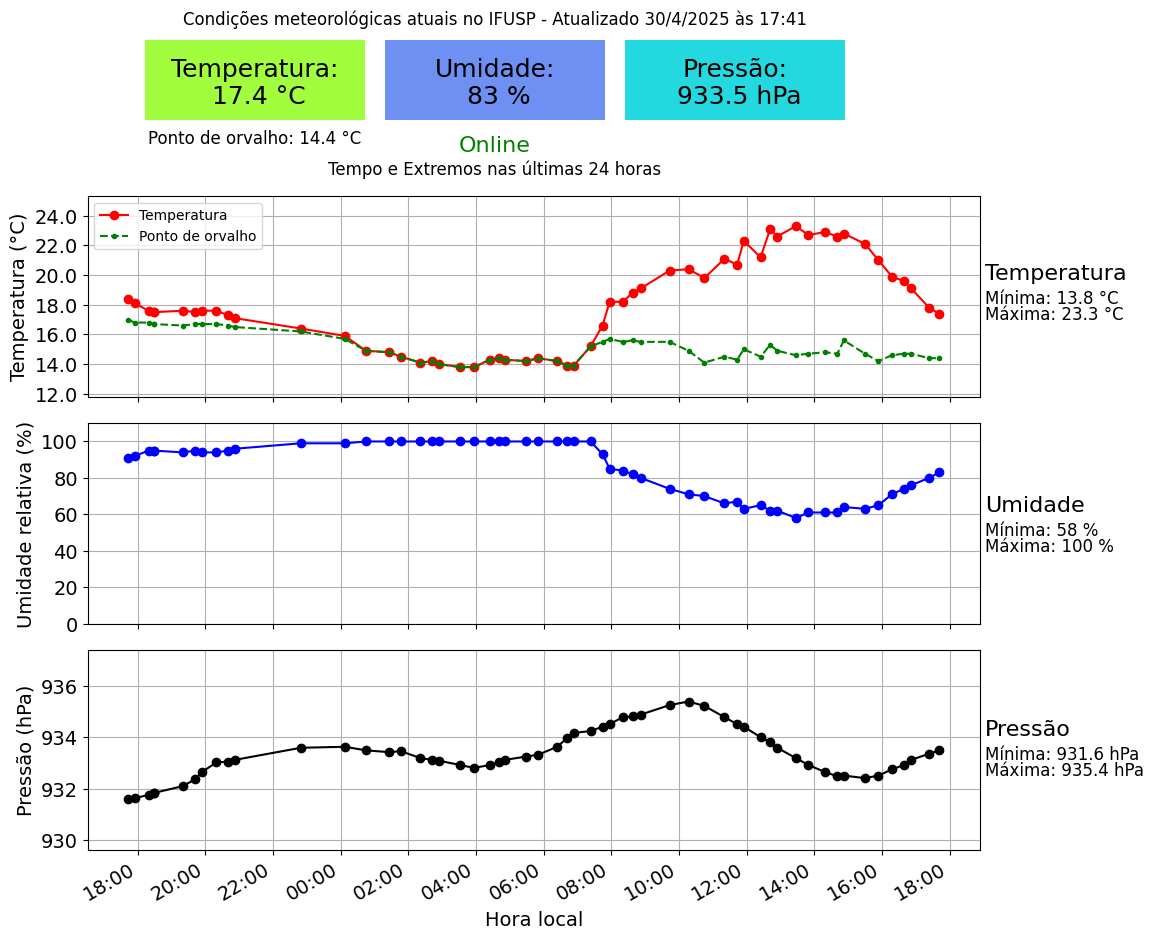 Condições meteorológicas atuais no IFUSP - Atualizado 30/4/2025 às 17:41
Temperatura:
17.4 °C
Umidade:
83 %
Pressão:
933.5 hPa
Ponto de orvalho: 14.4 °C
Online
Tempo e Extremos nas últimas 24 horas
Temperatura (°C)
24.0
22.0
20.0
18.0
16.0
14.0
12.0
Temperatura
Ponto de orvalho
Temperatura
Mínima: 13.8 °C
Máxima: 23.3 °C
Umidade relativa (%)
100
80
60
40
20
0
Umidade
Mínima: 58 %
Máxima: 100 %
Pressão (hPa)
936
934
932
930
Pressão
Mínima: 931.6 hPa
Máxima: 935.4 hPa
18:00 20:00 22:00 00:00 02:00 04:00 06:00 08:00 10:00 12:00 14:00 16:00 18:00
Hora local